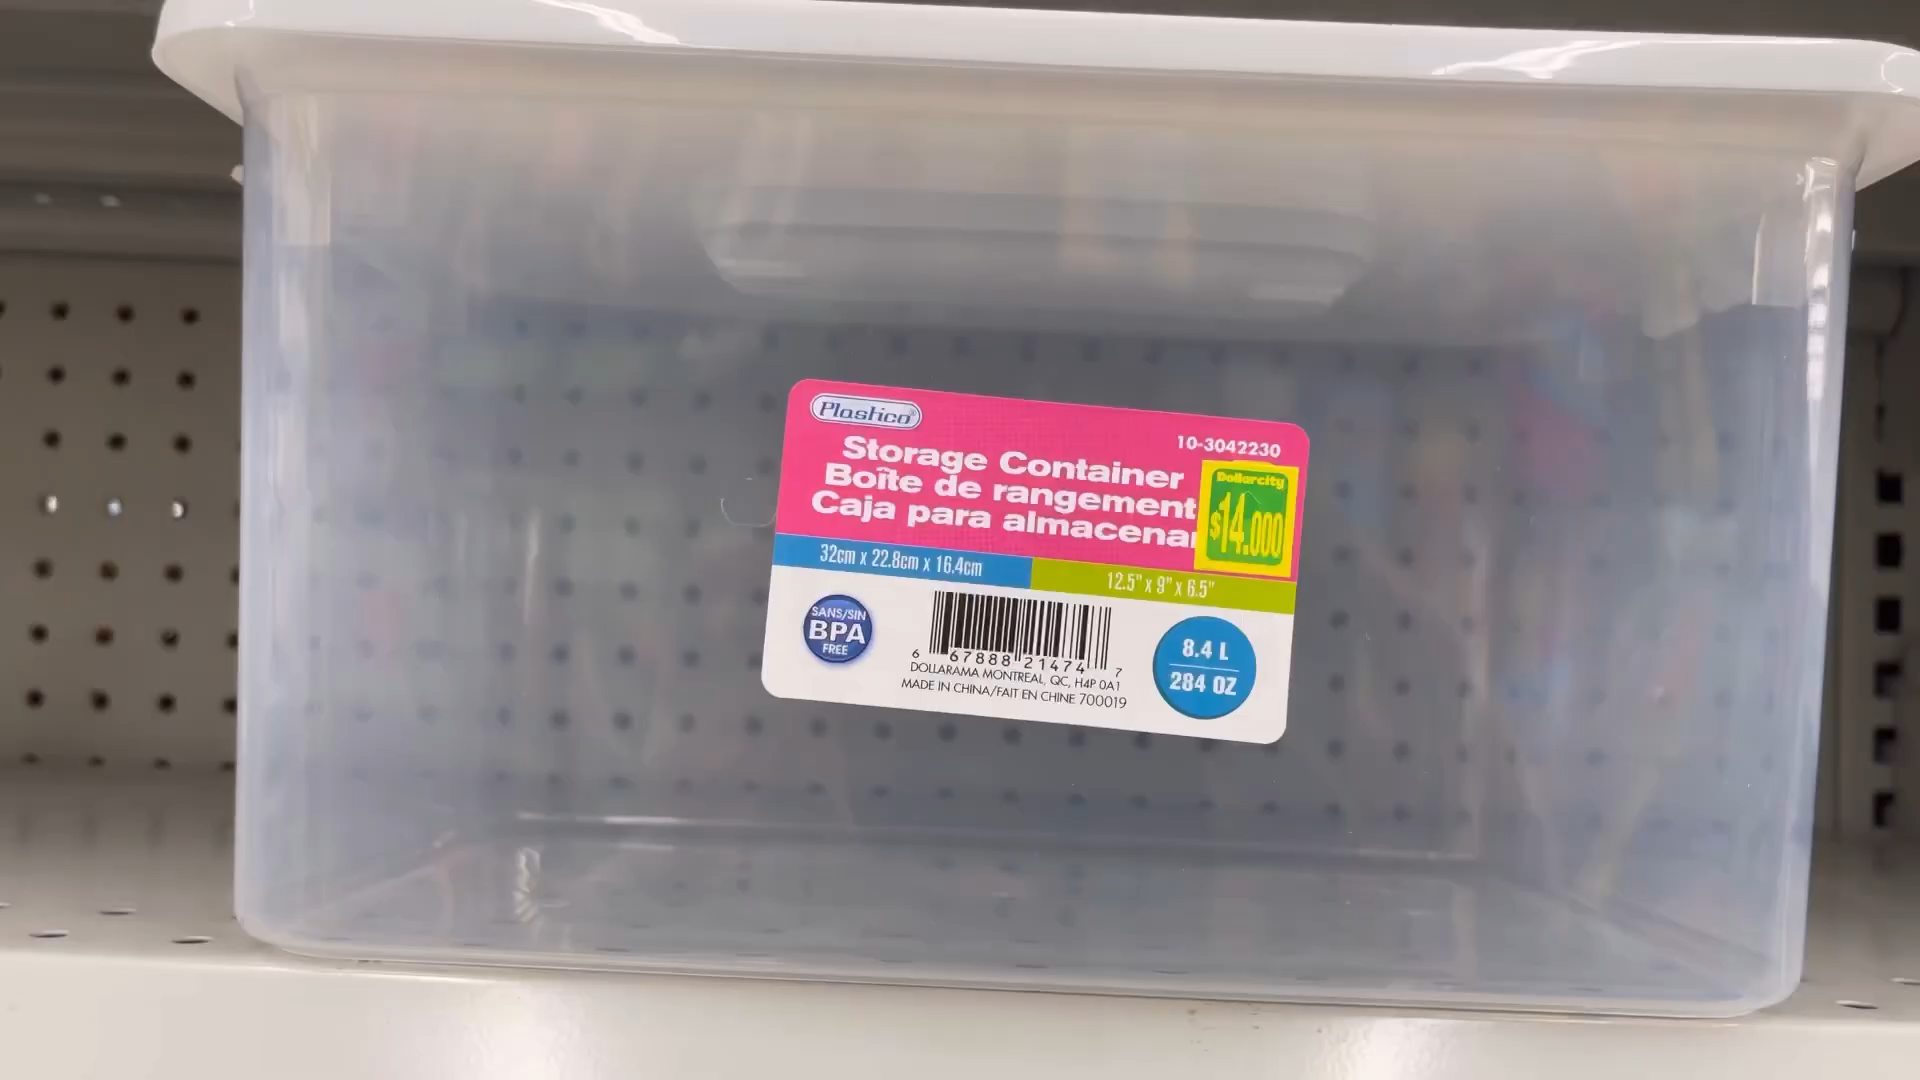 Plastico®
10-3042230
Storage Container
Boîte de rangement
Caja para almacenar
Dollarcity
$14.000
32cm x 22.8cm x 16.4cm
12.5" x 9" x 6.5"
SANS/SIN
BPA
FREE
6 67888 21474 7
DOLLARAMA MONTREAL, QC, H4P 0A1
MADE IN CHINA/FAIT EN CHINE 700019
8.4 L
284 OZ